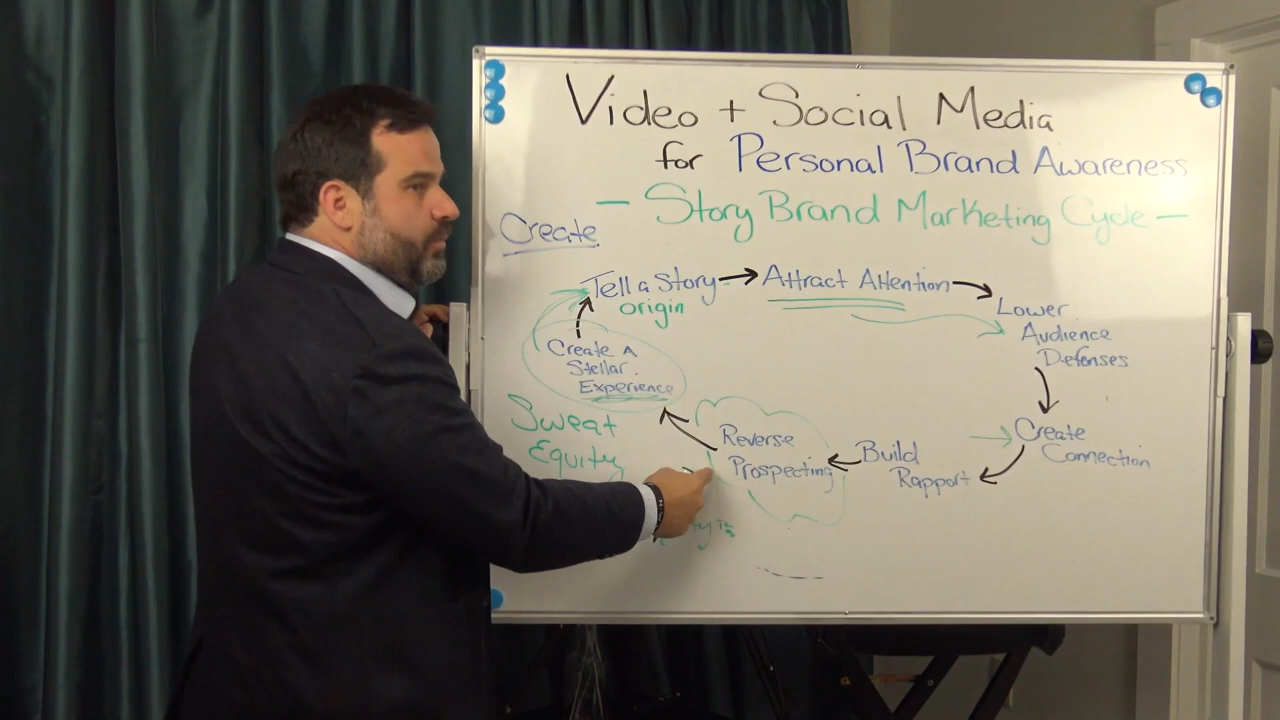 Video + Social Media
for Personal Brand Awareness
— Story Brand Marketing Cycle —
Create
Tell a Story
origin
Attract Attention
Lower
Audience
Defenses
Create
Connection
Build
Rapport
Reverse
Prospecting
Create A
Stellar
Experience
Sweat
Equity